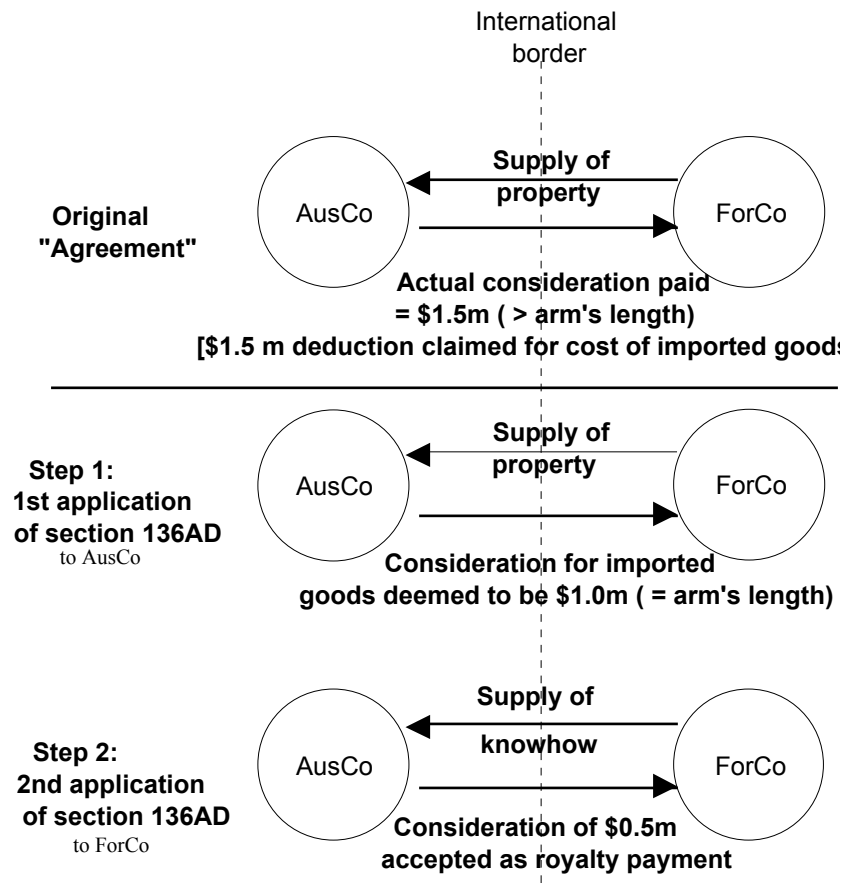 International
border
Supply of
property
AusCo
ForCo
Original
"Agreement"
Actual consideration paid
= $1.5m ( > arm's length)
[$1.5 m deduction claimed for cost of imported goods
Supply of
property
AusCo
ForCo
Step 1:
1st application
of section 136AD
to AusCo
Consideration for imported
goods deemed to be $1.0m ( = arm's length)
Supply of
knowhow
AusCo
ForCo
Step 2:
2nd application
of section 136AD
to ForCo
Consideration of $0.5m
accepted as royalty payment